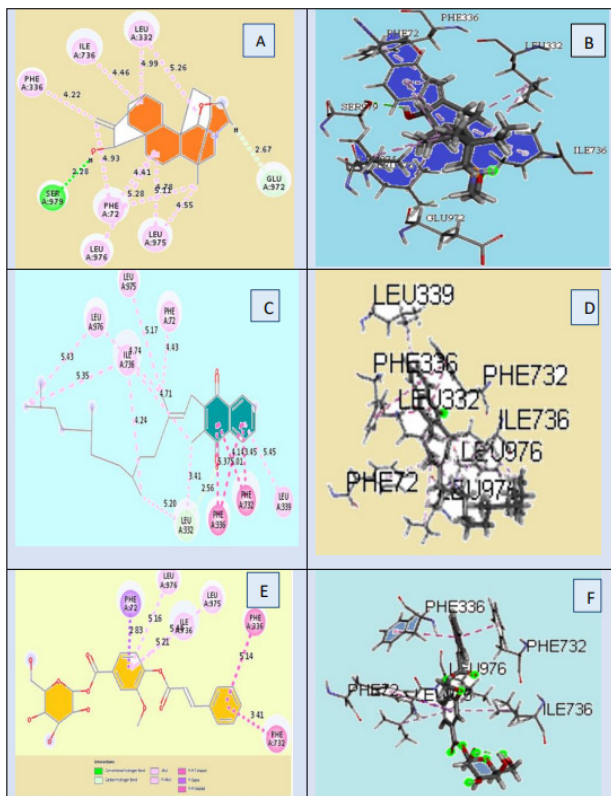 A
LEU
A:332
ILE
A:736
PHE
A:336
4.99
5.26
4.46
4.22
2.67
GLU
A:972
4.93
2.28
4.41
5.28
4.55
SER
A:979
PHE
A:72
LEU
A:976
LEU
A:975
B
PHE336
PHE72
LEU332
ILE736
GLU972
C
LEU
A:975
LEU
A:976
PHE
A:72
ILE
A:736
5.17
4.43
5.43
5.35
4.74
4.71
4.24
3.41
2.56
5.45
5.20
LEU
A:332
PHE
A:336
PHE
A:732
LEU
A:339
D
LEU339
PHE336
PHE732
LEU332
ILE736
LEU976
PHE72
E
LEU
A:976
PHE
A:72
LEU
A:975
PHE
A:336
2.83
5.16
5.21
5.14
3.41
PHE
A:732
Interactions
F
PHE336
PHE732
LEU976
PHE72
ILE736